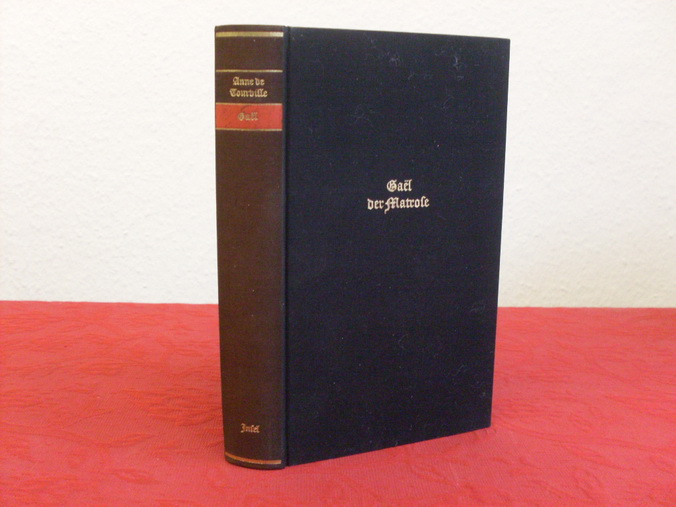 Anne de
Tourville
Gaël
Gaël
der Matrose
Insel